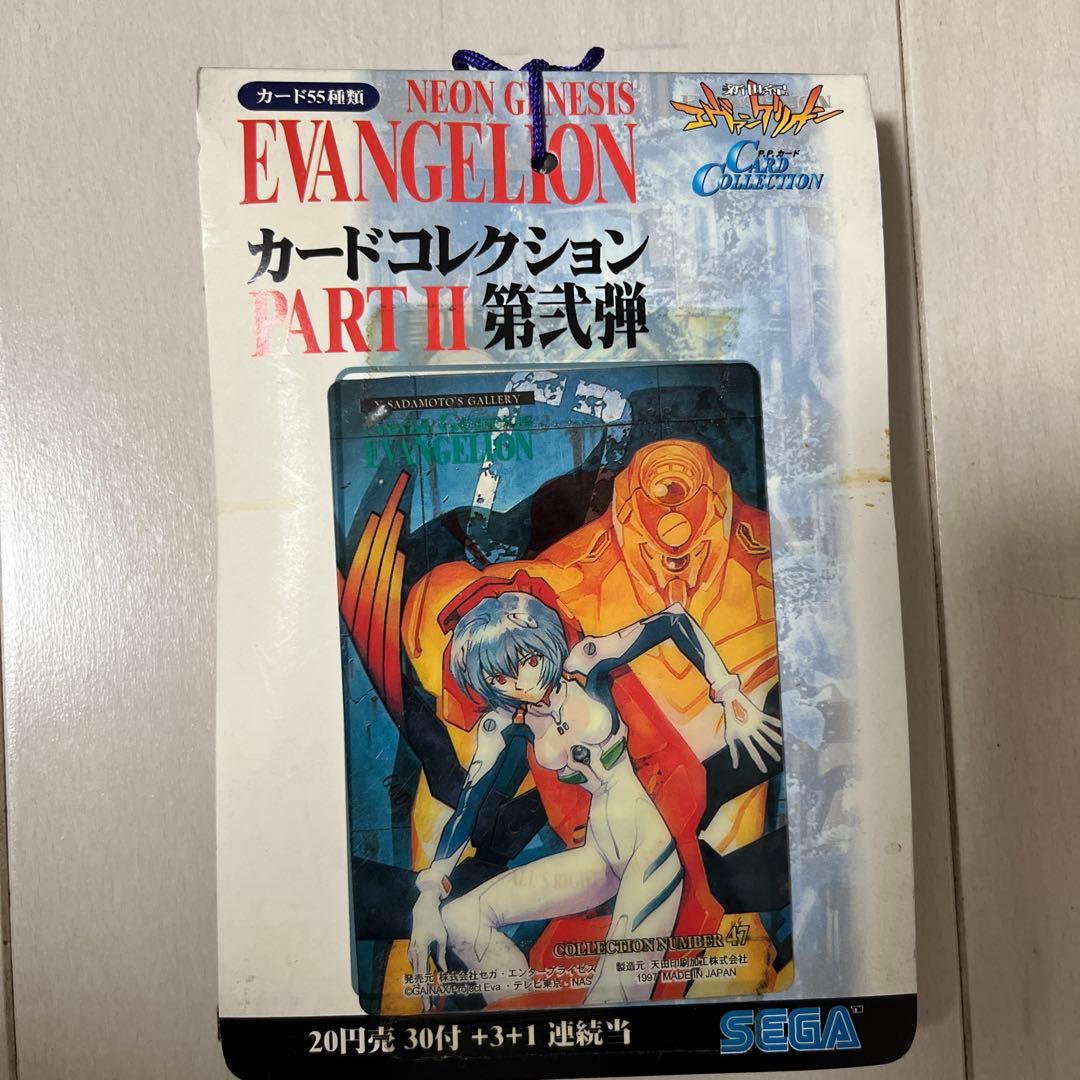 カード55種類
NEON GENESIS
EVANGELION
新世紀
エヴァンゲリオン
P.P.カード
CARD
COLLECTION
カードコレクション
PART II 第弐弾
Y. SADAMOTO'S GALLERY
NEON GENESIS
EVANGELION
ALL'S RIGHT
COLLECTION NUMBER 47
発売元 株式会社セガ・エンタープライゼス
©GAINAX/Project Eva.・テレビ東京・NAS
製造元 天田印刷加工株式会社
1997 MADE IN JAPAN
20円売 30付 +3+1 連続当
SEGA™